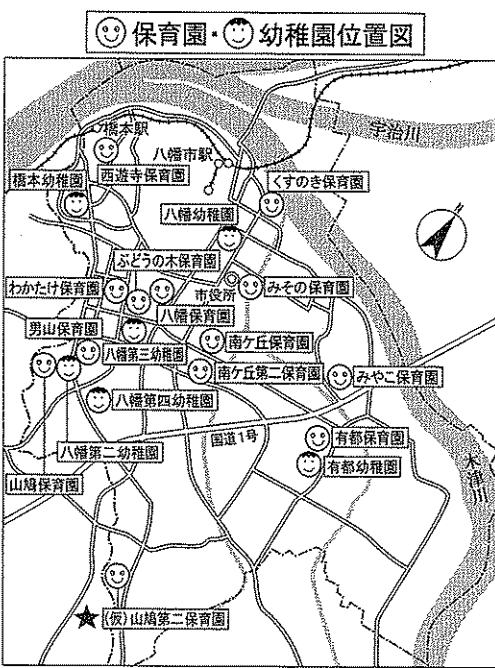 保育園・幼稚園位置図
宇治川
橋本駅
八幡市駅
西遊寺保育園
くすのき保育園
橋本幼稚園
八幡幼稚園
N
ぶどうの木保育園
わかたけ保育園
市役所
みその保育園
八幡保育園
男山保育園
八幡第三幼稚園
南ケ丘保育園
南ケ丘第二保育園
みやこ保育園
八幡第四幼稚園
国道1号
有都保育園
八幡第二幼稚園
有都幼稚園
木津川
山鳩保育園
★(仮)山鳩第二保育園